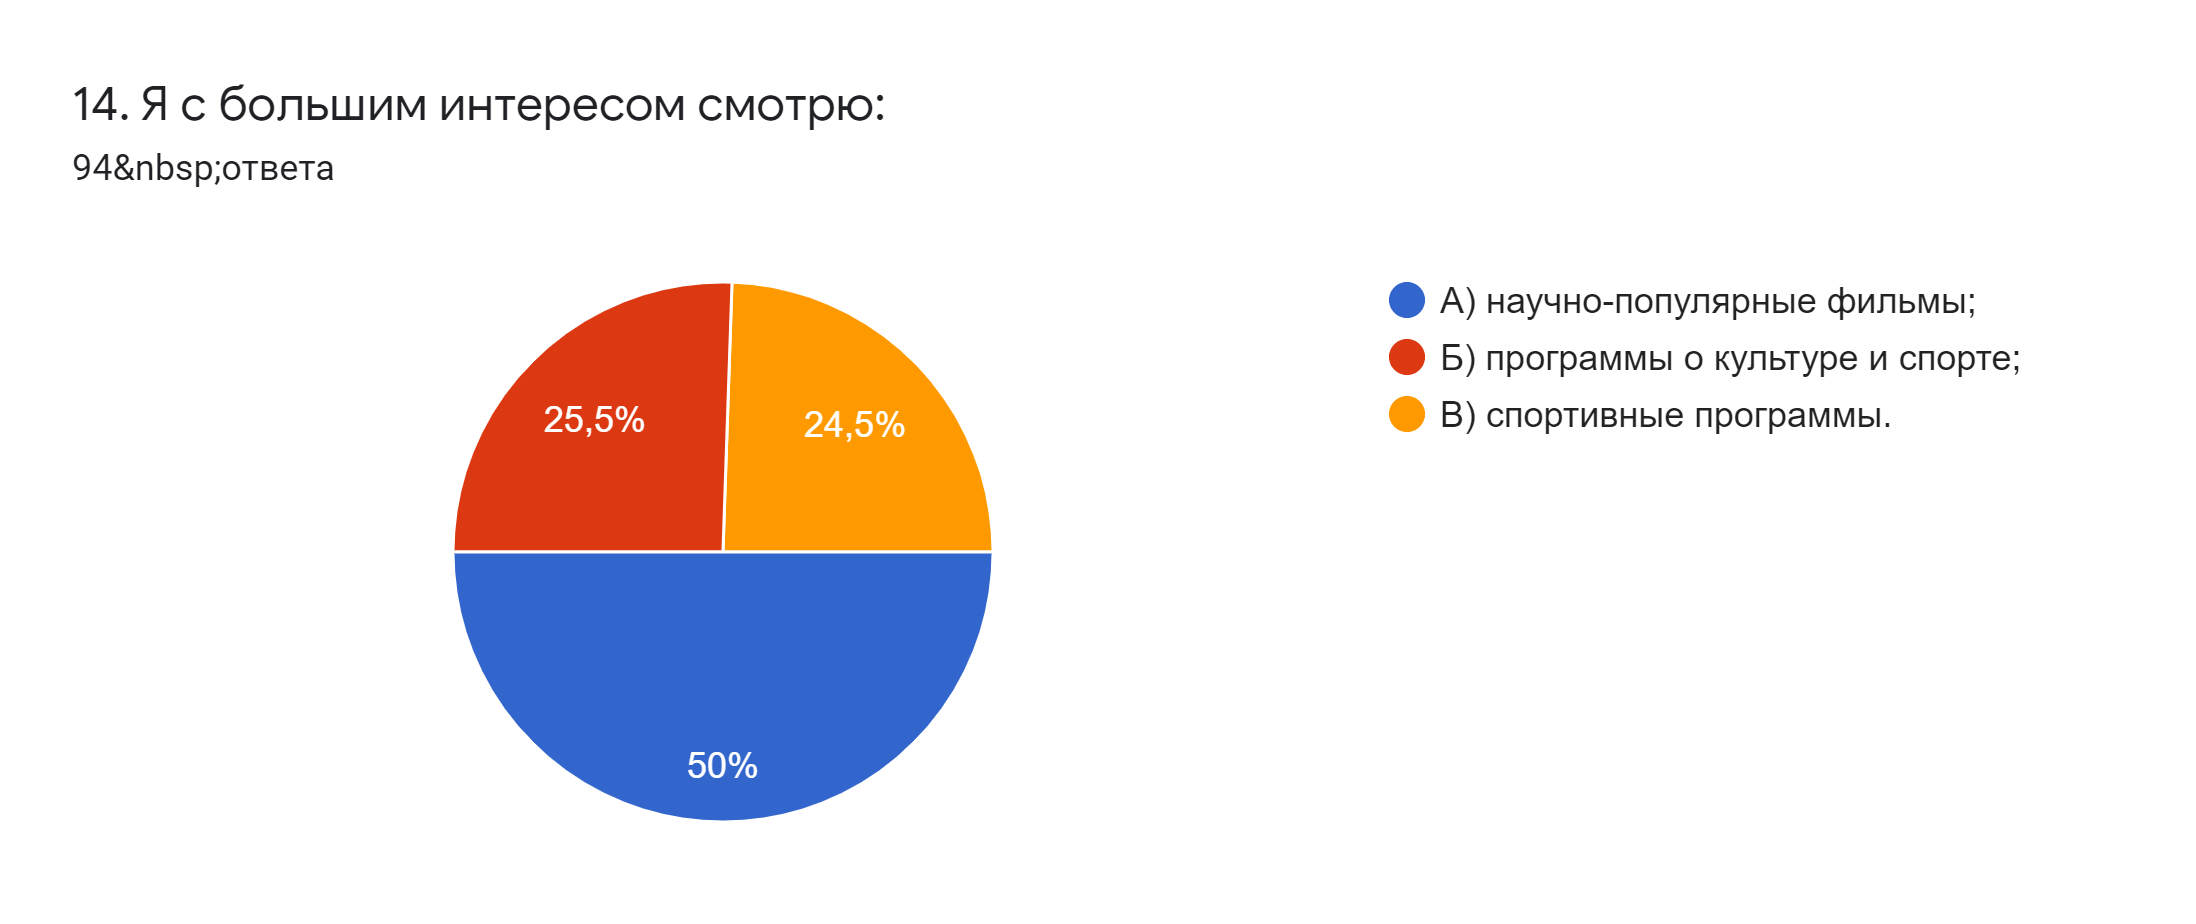 14. Я с большим интересом смотрю:
94&nbsp;ответа
25,5%
24,5%
50%
А) научно-популярные фильмы;
Б) программы о культуре и спорте;
В) спортивные программы.